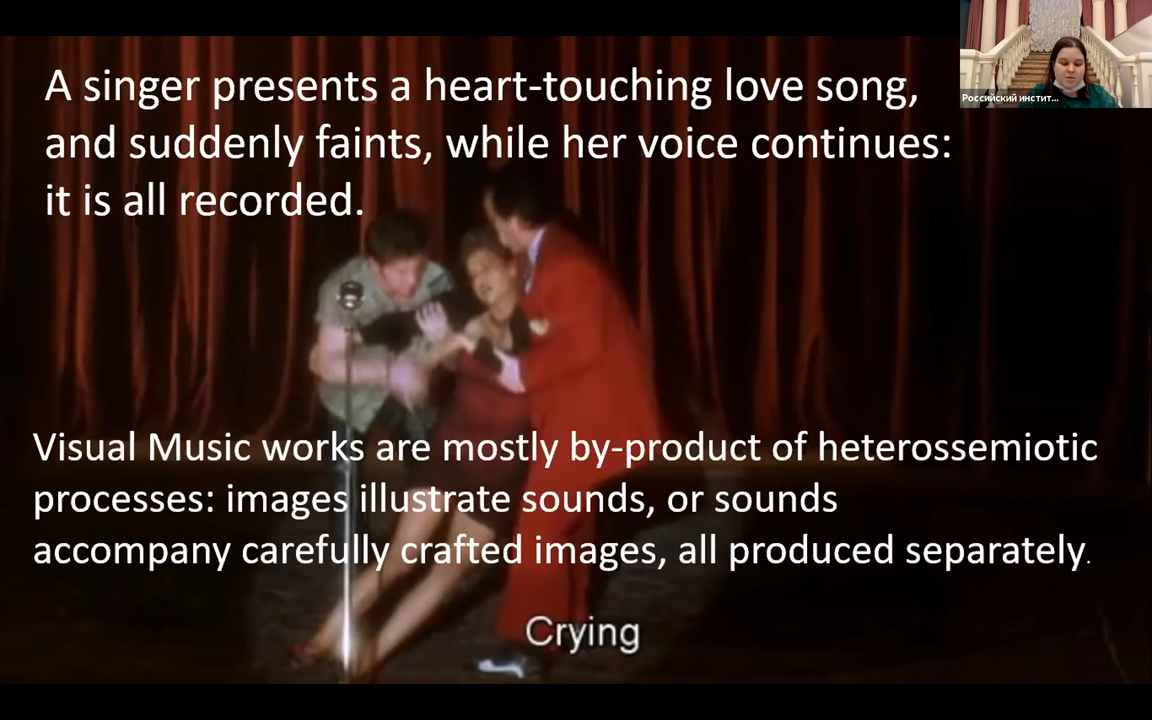 A singer presents a heart-touching love song,
and suddenly faints, while her voice continues:
it is all recorded.
Российский инстит...
Visual Music works are mostly by-product of heterossemiotic
processes: images illustrate sounds, or sounds
accompany carefully crafted images, all produced separately.
Crying